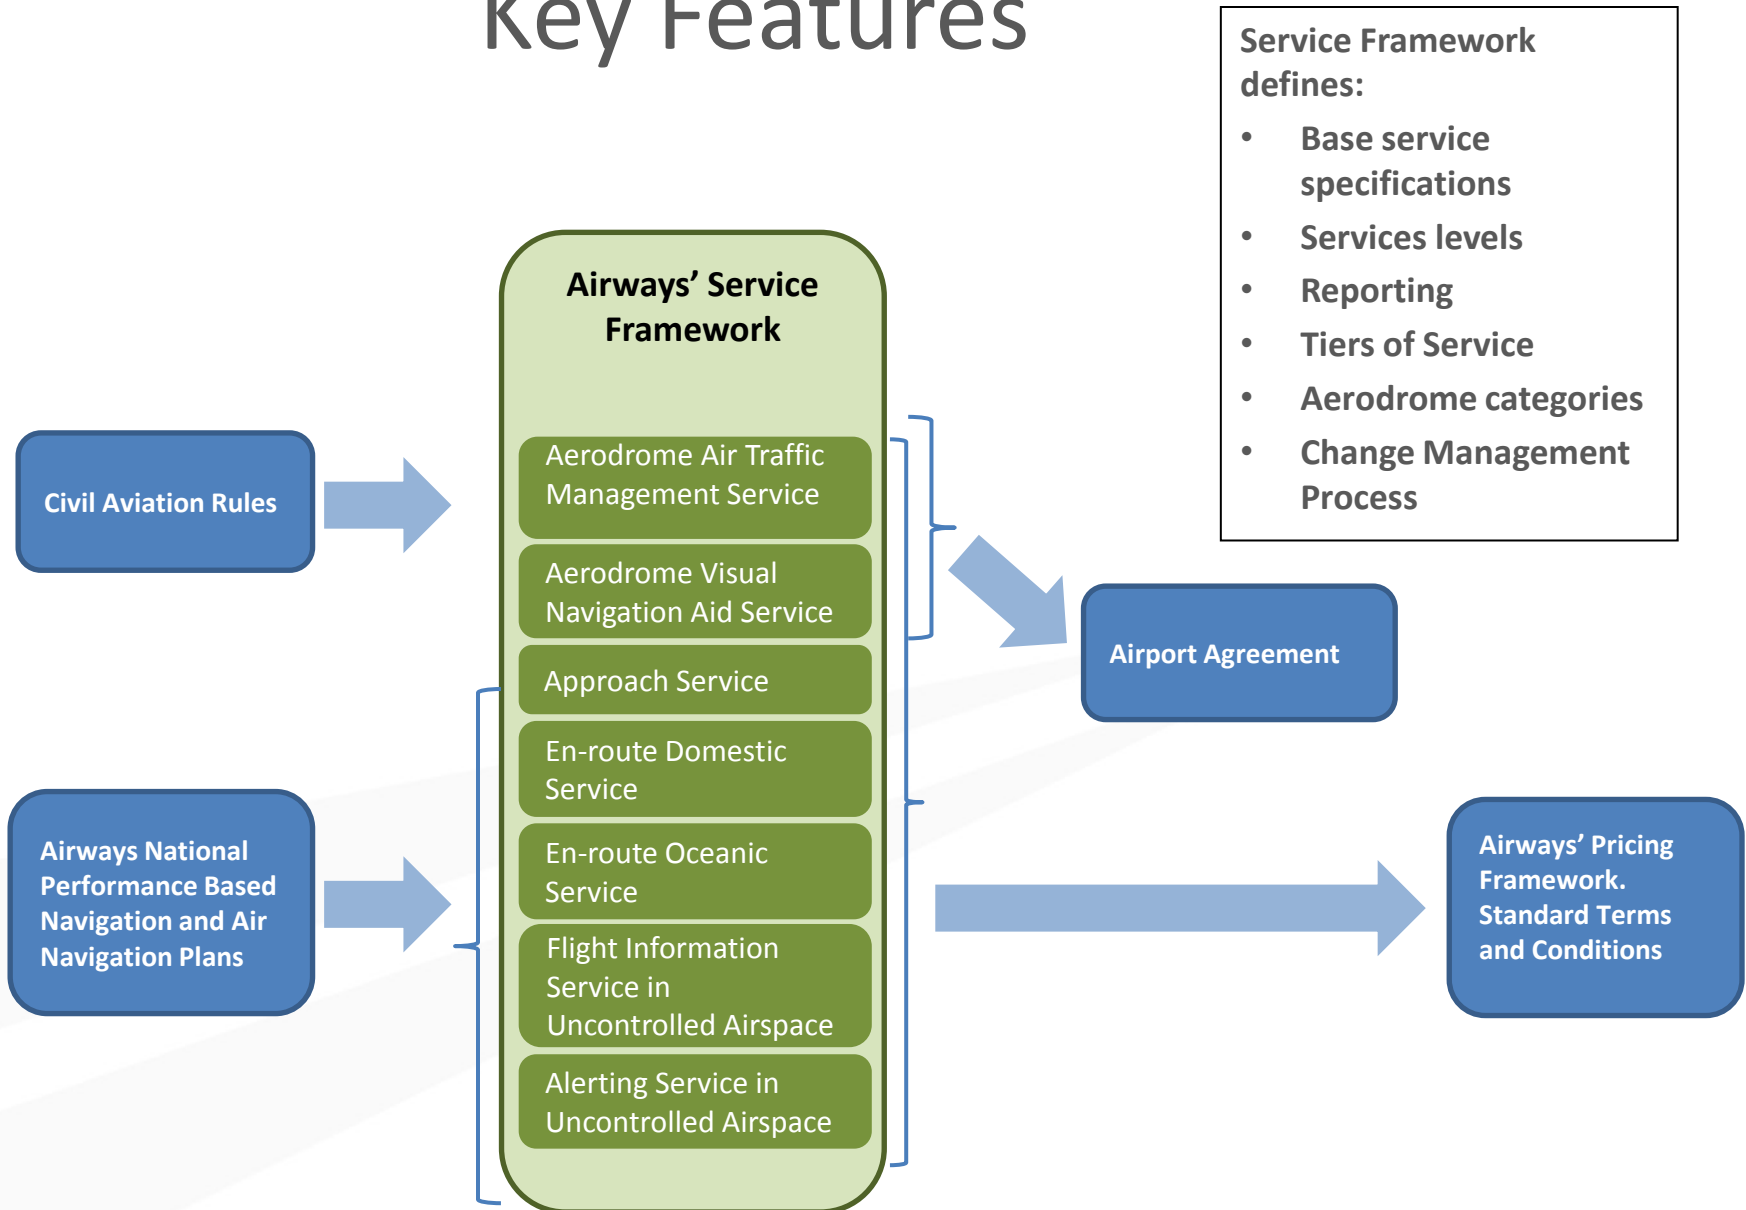 Key Features
Service Framework
defines:
• Base service
specifications
• Services levels
• Reporting
• Tiers of Service
• Aerodrome categories
• Change Management
Process
Airways’ Service
Framework
Aerodrome Air Traffic
Management Service
Aerodrome Visual
Navigation Aid Service
Approach Service
En-route Domestic
Service
En-route Oceanic
Service
Flight Information
Service in
Uncontrolled Airspace
Alerting Service in
Uncontrolled Airspace
Civil Aviation Rules
Airways National
Performance Based
Navigation and Air
Navigation Plans
Airport Agreement
Airways’ Pricing
Framework.
Standard Terms
and Conditions